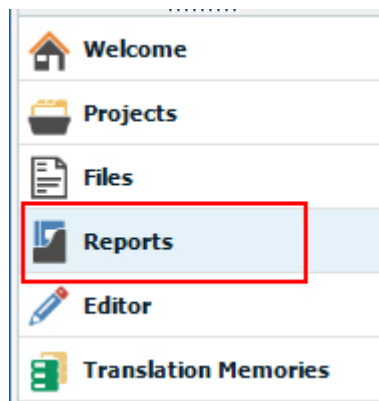 Welcome
Projects
Files
Reports
Editor
Translation Memories